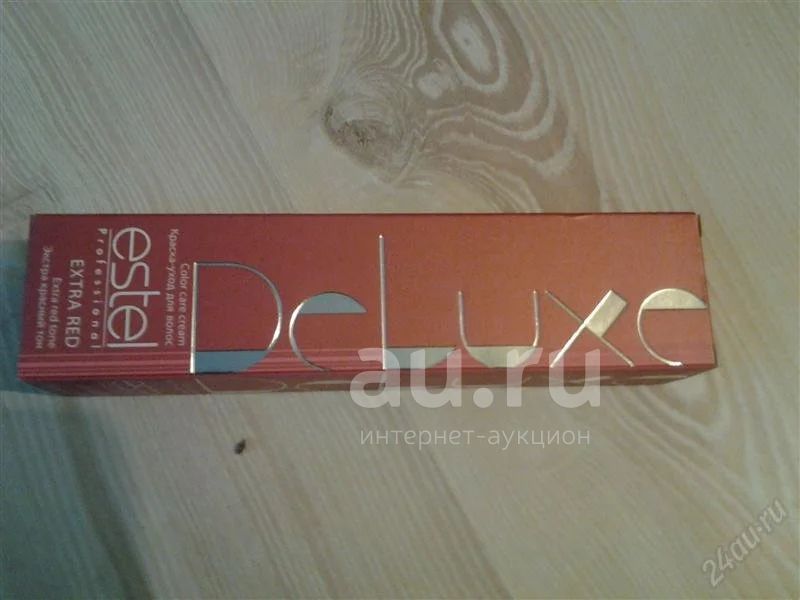 DeLuxe
Color care cream
Краска-уход для волос
estel
Professional
EXTRA RED
Extra red tone
Экстра красный тон
au.ru
интернет-аукцион
24au.ru